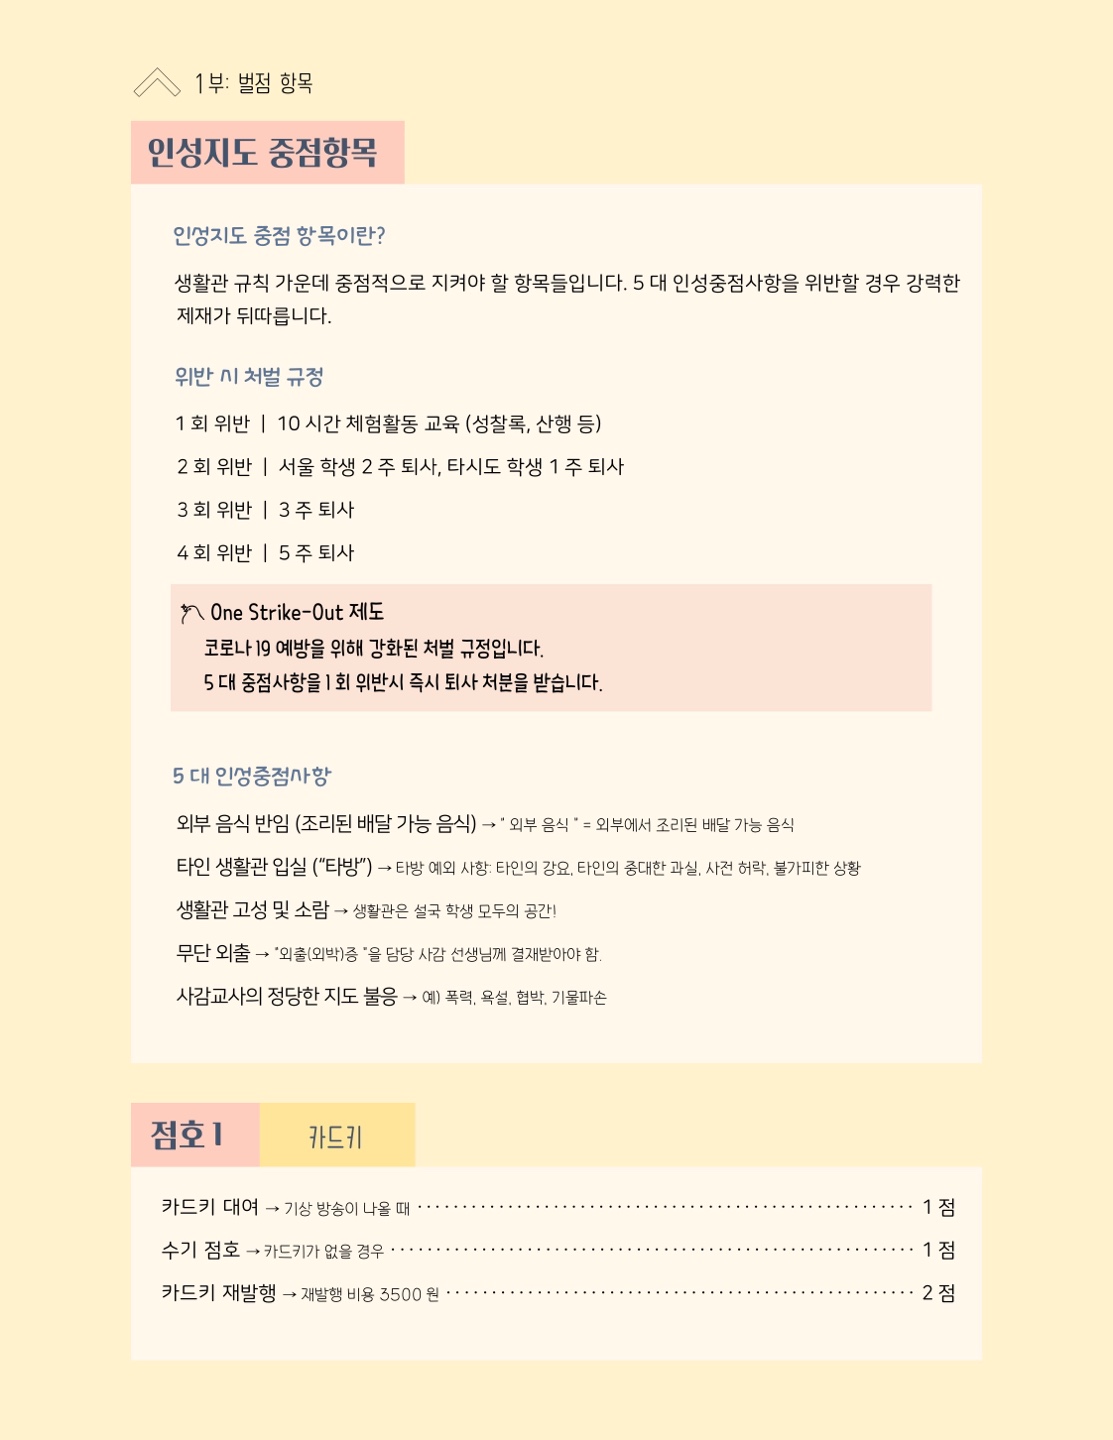 1부: 벌점 항목
인성지도 중점항목
인성지도 중점 항목이란?
생활관 규칙 가운데 중점적으로 지켜야 할 항목들입니다. 5 대 인성중점사항을 위반할 경우 강력한
제재가 뒤따릅니다.
위반 시 처벌 규정
1 회 위반 | 10 시간 체험활동 교육 (성찰록, 산행 등)
2 회 위반 | 서울 학생 2 주 퇴사, 타시도 학생 1 주 퇴사
3 회 위반 | 3 주 퇴사
4 회 위반 | 5 주 퇴사
One Strike-Out 제도
코로나 19 예방을 위해 강화된 처벌 규정입니다.
5 대 중점사항을 1 회 위반시 즉시 퇴사 처분을 받습니다.
5 대 인성중점사항
외부 음식 반임 (조리된 배달 가능 음식) → " 외부 음식 " = 외부에서 조리된 배달 가능 음식
타인 생활관 입실 (“타방”) → 타방 예외 사항: 타인의 강요, 타인의 중대한 과실, 사전 허락, 불가피한 상황
생활관 고성 및 소람 → 생활관은 설국 학생 모두의 공간!
무단 외출 → "외출(외박)증 "을 담당 사감 선생님께 결재받아야 함.
사감교사의 정당한 지도 불응 → 예) 폭력, 욕설, 협박, 기물파손
점호 1 카드키
카드키 대여 → 기상 방송이 나올 때 ······················································ 1 점
수기 점호 → 카드키가 없을 경우 ························································· 1 점
카드키 재발행 → 재발행 비용 3500 원 ··················································· 2 점